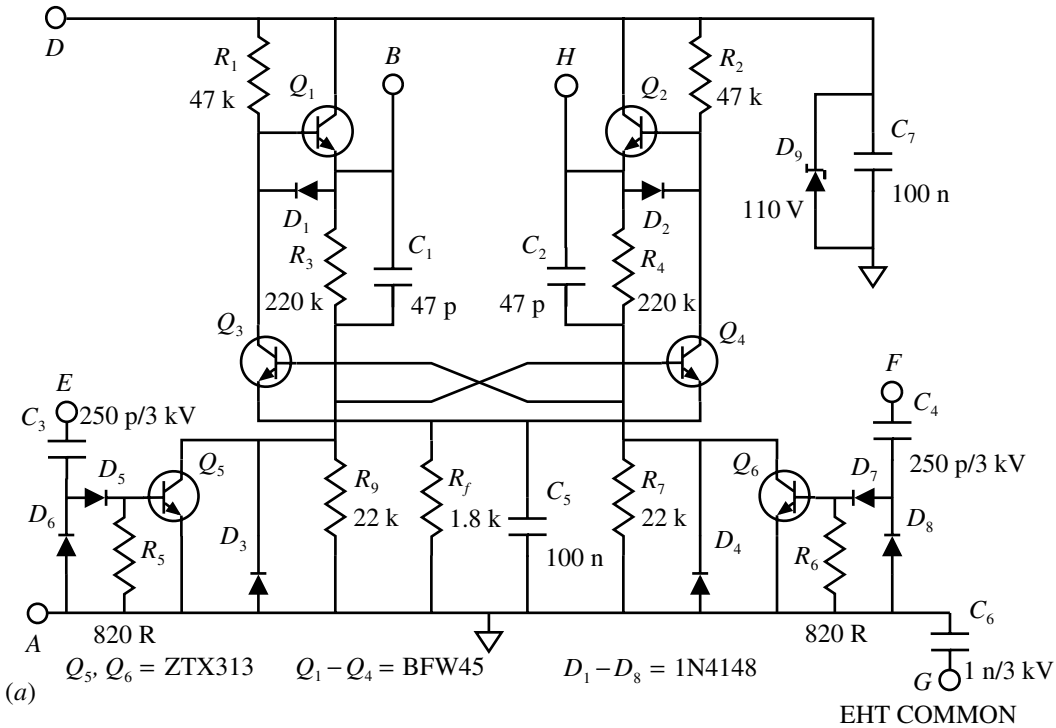 D
R₁
47 k
Q₁
B
H
Q₂
R₂
47 k
D₁
D₂
D₉
110 V
C₇
100 n
R₃
220 k
C₁
47 p
C₂
47 p
R₄
220 k
Q₃
Q₄
E
C₃
250 p/3 kV
F
C₄
250 p/3 kV
D₅
Q₅
D₆
R₅
820 R
D₃
R₉
22 k
R_f
1.8 k
C₅
100 n
R₇
22 k
D₄
Q₆
D₇
D₈
R₆
820 R
A
C₆
1 n/3 kV
G
EHT COMMON
Q₅, Q₆ = ZTX313
Q₁–Q₄ = BFW45
D₁–D₈ = 1N4148
(a)